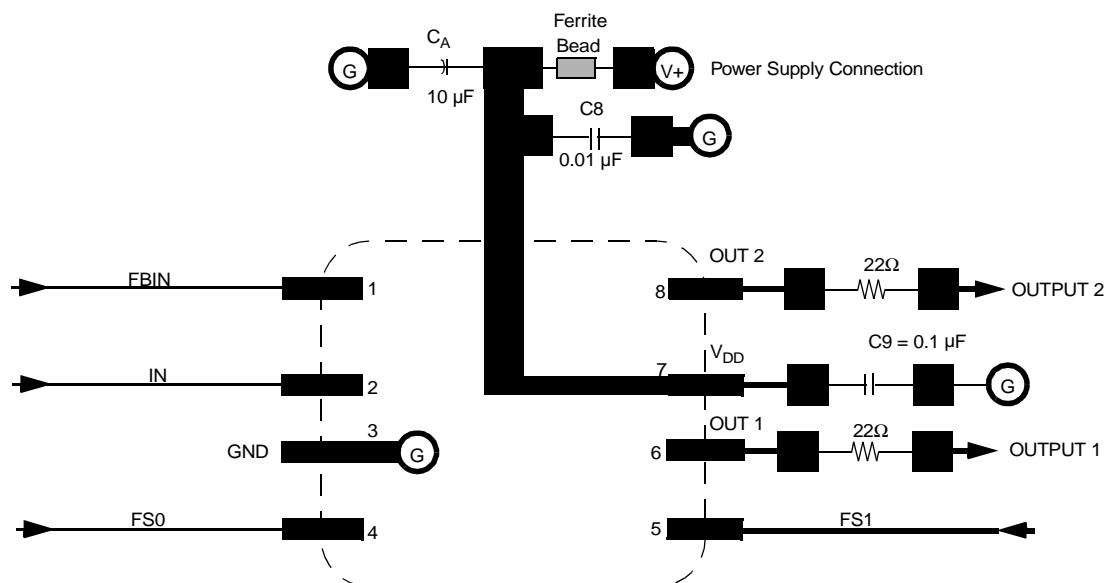 Ferrite
Bead
C_A
G
V+
Power Supply Connection
10 µF
C8
G
0.01 µF
OUT 2
22Ω
FBIN
1
8
OUTPUT 2
V_DD
C9 = 0.1 µF
7
IN
2
G
3
OUT 1
22Ω
GND
G
6
OUTPUT 1
FS0
4
5
FS1